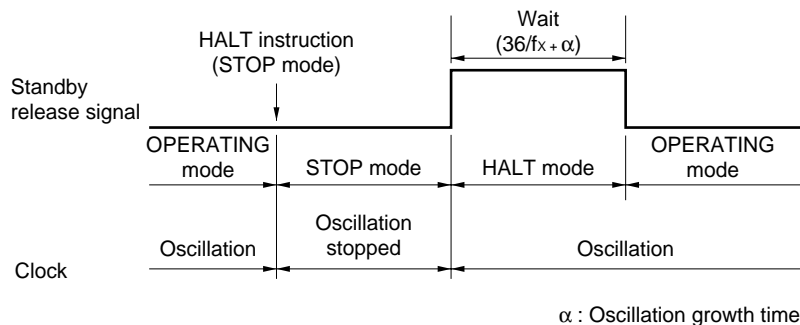 Wait
(36/fx + α)
HALT instruction
(STOP mode)
Standby
release signal
OPERATING
mode
STOP mode
HALT mode
OPERATING
mode
Oscillation
Oscillation
stopped
Oscillation
Clock
α : Oscillation growth time